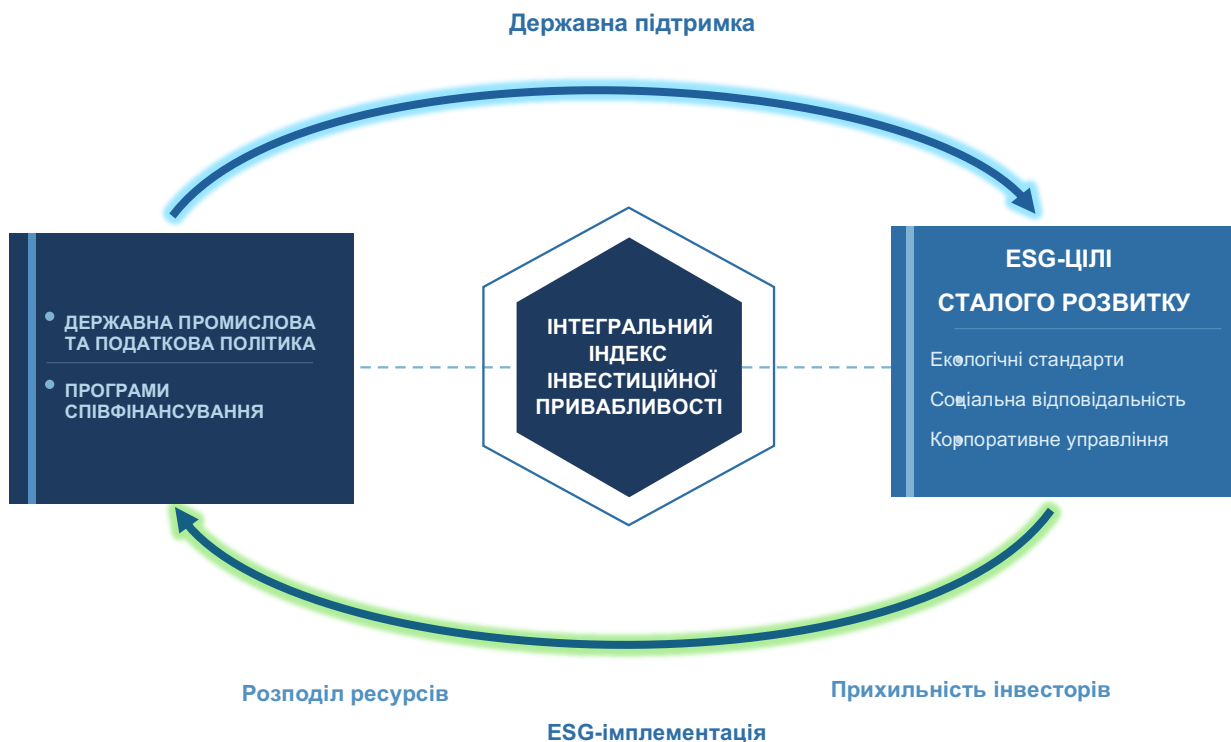 Державна підтримка
ДЕРЖАВНА ПРОМИСЛОВА
ТА ПОДАТКОВА ПОЛІТИКА
ПРОГРАМИ
СПІВФІНАНСУВАННЯ
ІНТЕГРАЛЬНИЙ
ІНДЕКС
ІНВЕСТИЦІЙНОЇ
ПРИВАБЛИВОСТІ
ESG-ЦІЛІ
СТАЛОГО РОЗВИТКУ
Екологічні стандарти
Соціальна відповідальність
Корпоративне управління
Розподіл ресурсів
Прихильність інвесторів
ESG-імплементація